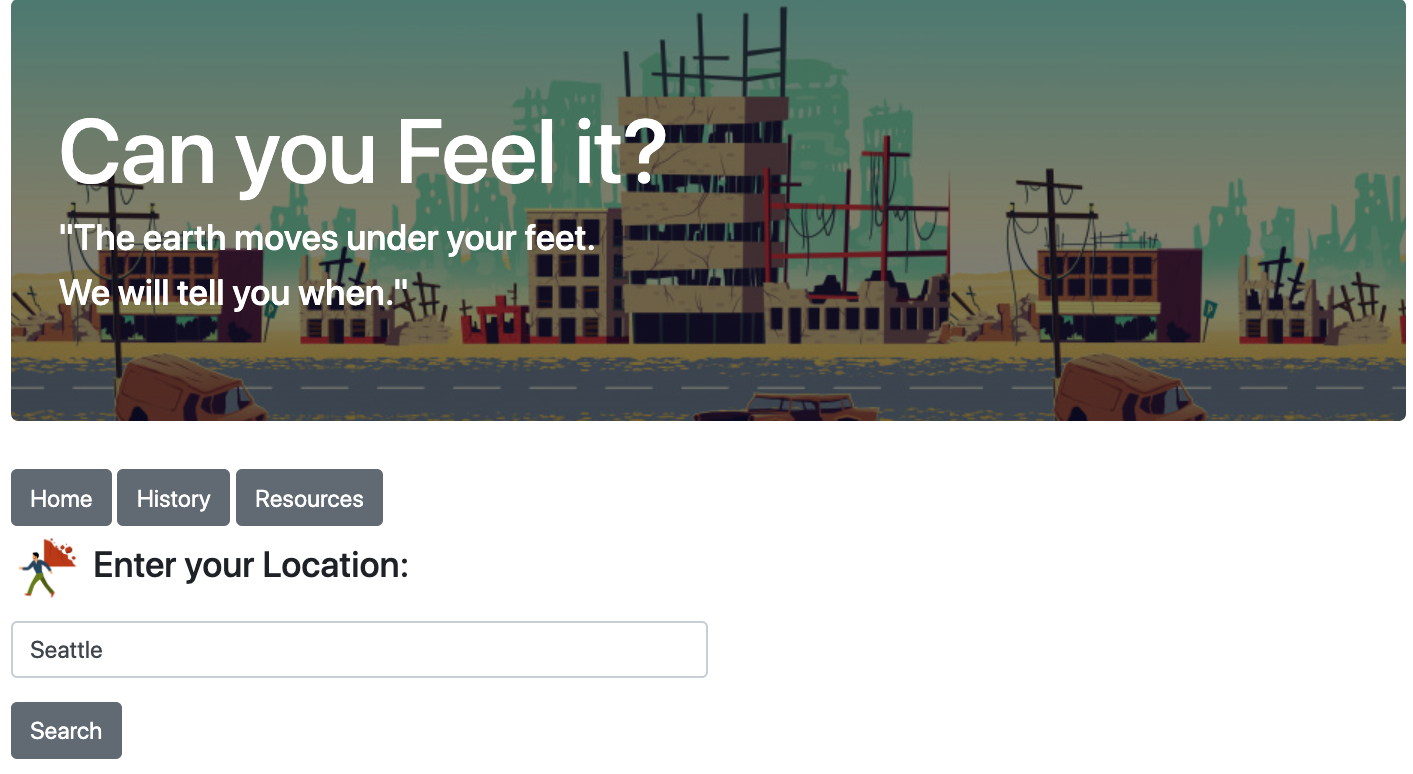 Can you Feel it?
"The earth moves under your feet.
We will tell you when."
Home History Resources
Enter your Location:
Seattle
Search